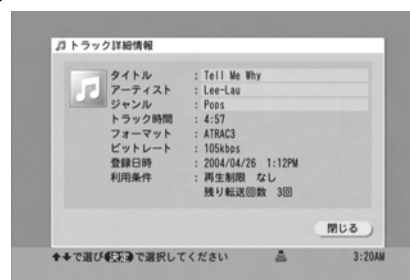 トラック詳細情報
タイトル : Tell Me Why
アーティスト : Lee-Lau
ジャンル : Pops
トラック時間 : 4:57
フォーマット : ATRAC3
ビットレート : 105kbps
登録日時 : 2004/04/26 1:12PM
利用条件 : 再生制限 なし
残り転送回数 3回
閉じる
で選び 決定 で選択してください 3:20AM